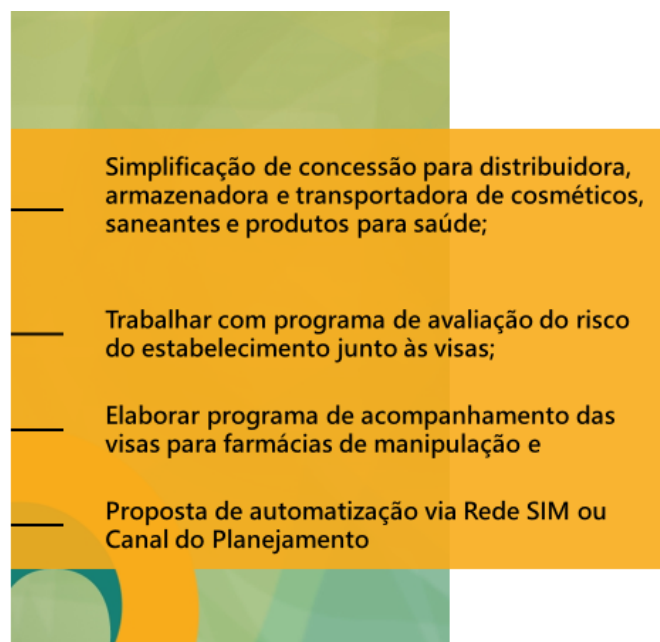 Simplificação de concessão para distribuidora,
armazenadora e transportadora de cosméticos,
saneantes e produtos para saúde;
Trabalhar com programa de avaliação do risco
do estabelecimento junto às visas;
Elaborar programa de acompanhamento das
visas para farmácias de manipulação e
Proposta de automatização via Rede SIM ou
Canal do Planejamento